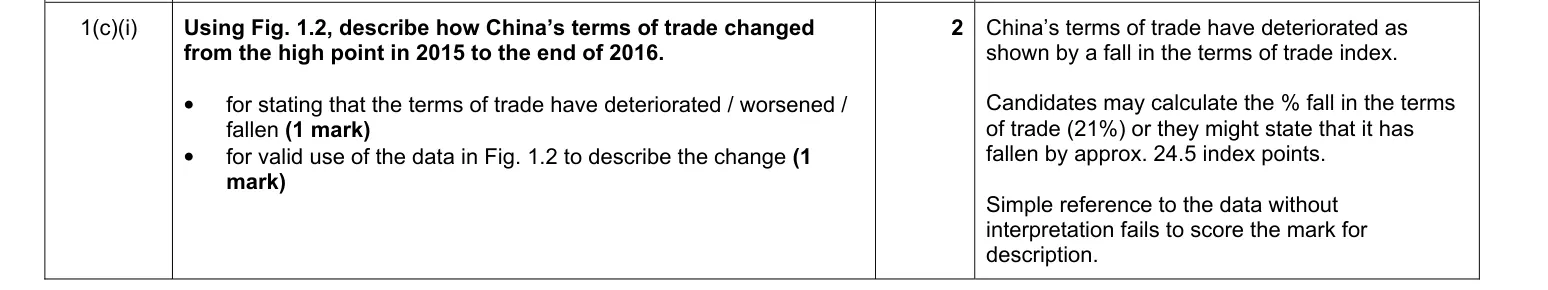 1(c)(i)
Using Fig. 1.2, describe how China’s terms of trade changed
from the high point in 2015 to the end of 2016.
• for stating that the terms of trade have deteriorated / worsened /
fallen (1 mark)
• for valid use of the data in Fig. 1.2 to describe the change (1
mark)
2
China’s terms of trade have deteriorated as
shown by a fall in the terms of trade index.
Candidates may calculate the % fall in the terms
of trade (21%) or they might state that it has
fallen by approx. 24.5 index points.
Simple reference to the data without
interpretation fails to score the mark for
description.